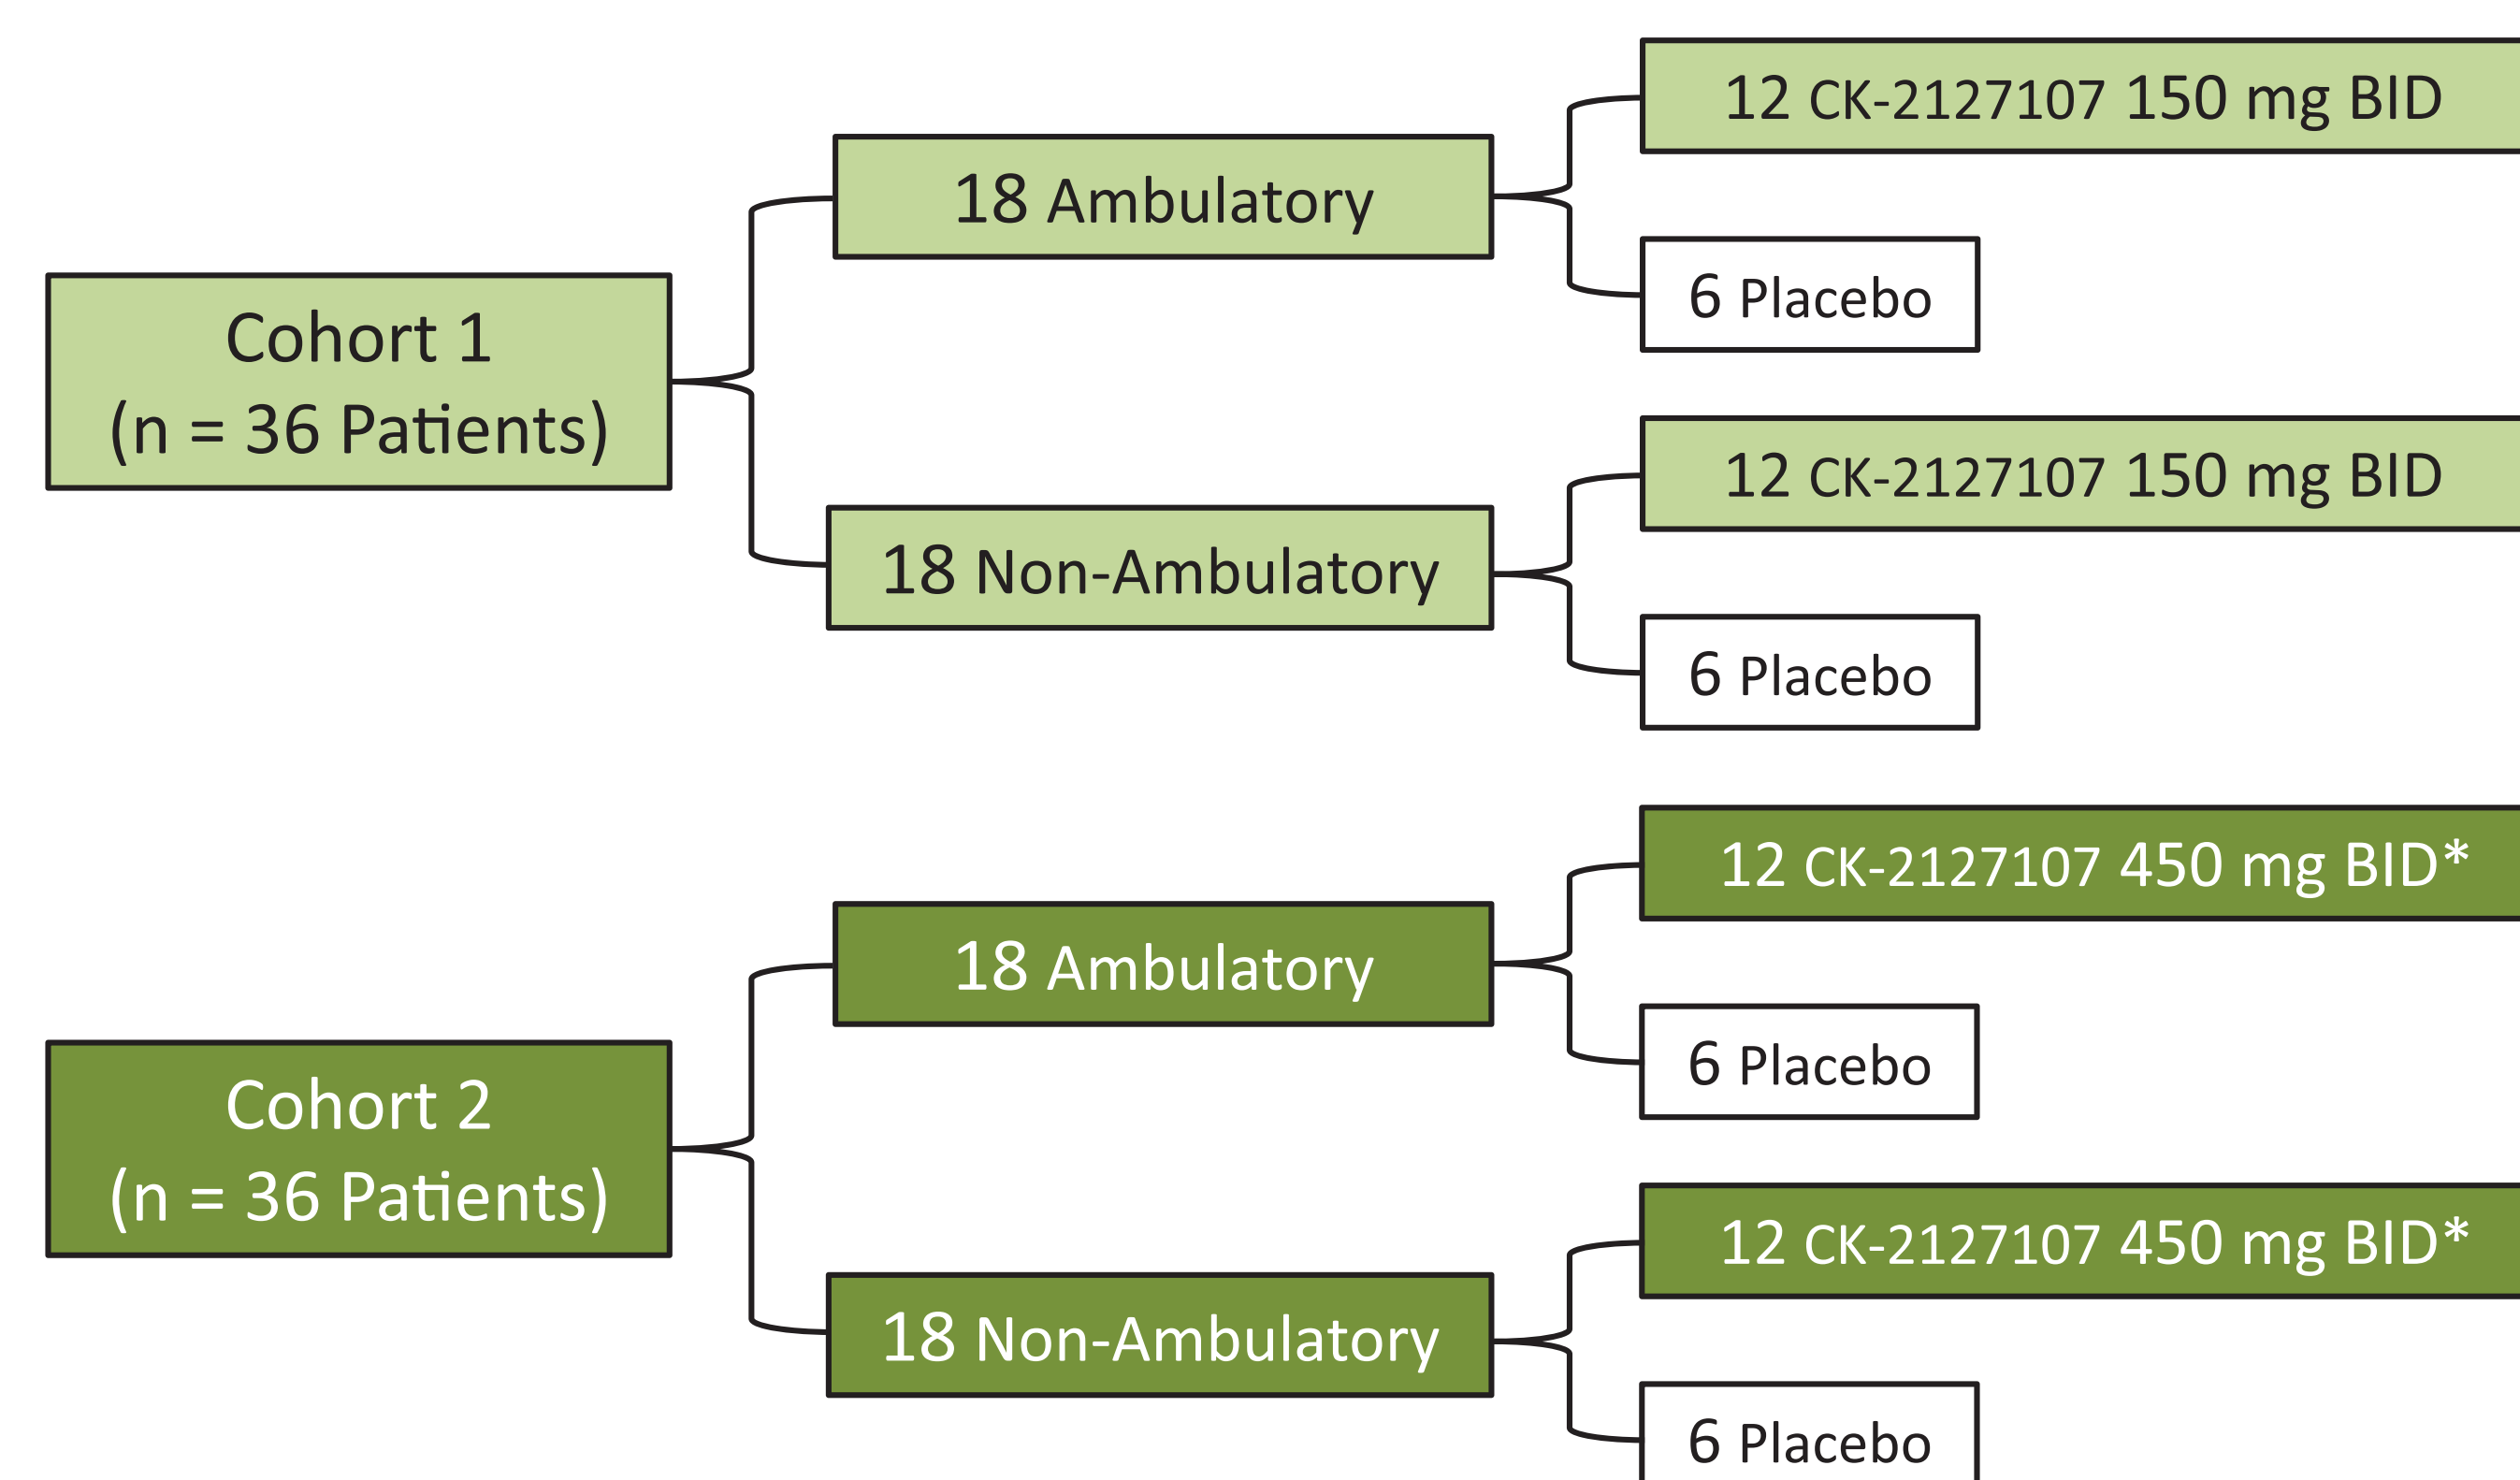 12 CK-2127107 150 mg BID
18 Ambulatory
6 Placebo
Cohort 1
(n = 36 Patients)
12 CK-2127107 150 mg BID
18 Non-Ambulatory
6 Placebo
12 CK-2127107 450 mg BID*
18 Ambulatory
6 Placebo
Cohort 2
(n = 36 Patients)
12 CK-2127107 450 mg BID*
18 Non-Ambulatory
6 Placebo